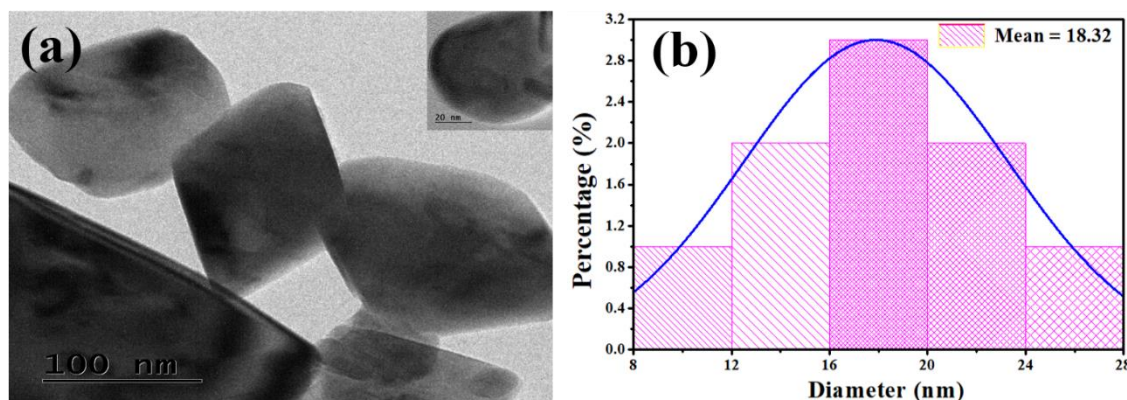 (a)
20 nm
100 nm
(b)
Mean = 18.32
Percentage (%)
3.2
2.8
2.4
2.0
1.6
1.2
0.8
0.4
0.0
8 12 16 20 24 28
Diameter (nm)